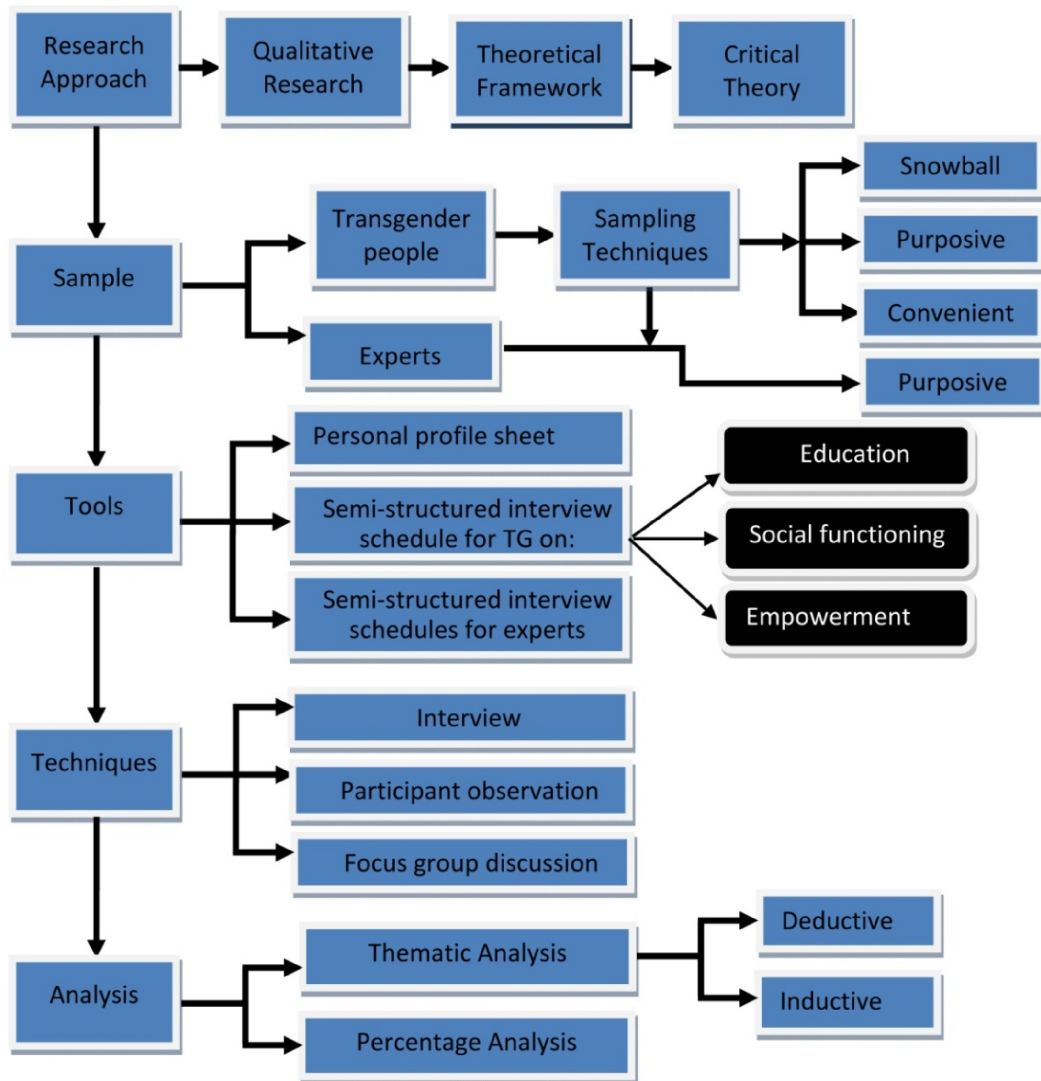 Research
Approach
Qualitative
Research
Theoretical
Framework
Critical
Theory
Sample
Transgender
people
Sampling
Techniques
Snowball
Purposive
Convenient
Experts
Purposive
Tools
Personal profile sheet
Semi-structured interview
schedule for TG on:
Education
Social functioning
Empowerment
Semi-structured interview
schedules for experts
Techniques
Interview
Participant observation
Focus group discussion
Analysis
Thematic Analysis
Deductive
Inductive
Percentage Analysis